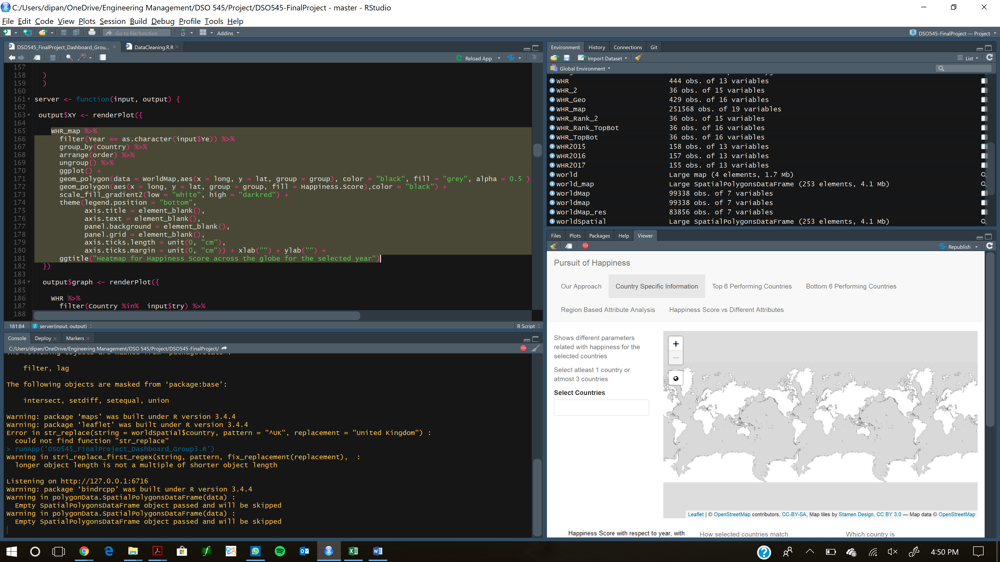 C:/Users/dipan/OneDrive/Engineering Management/DSO 545/Project/DSO545-FinalProject - master - RStudio
File Edit Code View Plots Session Build Debug Profile Tools Help
Go to file/function
Addins
DSO545-FinalProject — Project
DSO545_FinalProject_Dashboard_Grou...
DataCleaning.R.R
Reload App
157
158 )
159 )
160
161 server <- function(input, output) {
162
163 output$XY <- renderPlot({
164
165 WHR_map %>%
166 filter(Year == as.character(input$Ye)) %>%
167 group_by(Country) %>%
168 arrange(order) %>%
169 ungroup() %>%
170 ggplot() +
171 geom_polygon(data = WorldMap,aes(x = long, y = lat, group = group), color = "black", fill = "grey", alpha = 0.5 )
172 geom_polygon(aes(x = long, y = lat, group = group, fill = Happiness.Score),color = "black") +
173 scale_fill_gradient2(low = "white", high = "darkred") +
174 theme(legend.position = "bottom",
175 axis.title = element_blank(),
176 axis.text = element_blank(),
177 panel.background = element_blank(),
178 panel.grid = element_blank(),
179 axis.ticks.length = unit(0, "cm"),
180 axis.ticks.margin = unit(0, "cm")) + xlab("") + ylab("") +
181 ggtitle("Heatmap for Happiness Score across the globe for the selected year")
182 })
183
184 output$graph <- renderPlot({
185
186 WHR %>%
187 filter(Country %in% input$try) %>%
188
181:84
server(input, output)
R Script
Console Deploy Markers
C:/Users/dipan/OneDrive/Engineering Management/DSO 545/Project/DSO545-FinalProject/
STOP
The following objects are masked from ‘package:stats’:
filter, lag
The following objects are masked from ‘package:base’:
intersect, setdiff, setequal, union
Warning: package ‘maps’ was built under R version 3.4.4
Warning: package ‘leaflet’ was built under R version 3.4.4
Error in str_replace(string = worldSpatial$country, pattern = "^UK", replacement = "United Kingdom") :
could not find function "str_replace"
> runApp('DSO545_FinalProject_Dashboard_Group3.R')
Warning in stri_replace_first_regex(string, pattern, fix_replacement(replacement), :
longer object length is not a multiple of shorter object length
Listening on http://127.0.0.1:6716
Warning: package ‘bindrcpp’ was built under R version 3.4.4
Warning in polygonData.SpatialPolygonsDataFrame(data) :
Empty SpatialPolygonsDataFrame object passed and will be skipped
Warning in polygonData.SpatialPolygonsDataFrame(data) :
Empty SpatialPolygonsDataFrame object passed and will be skipped
Environment History Connections Git
Import Dataset
List
Global Environment
WHR 444 obs. of 13 variables
WHR_2 36 obs. of 15 variables
WHR_Geo 429 obs. of 16 variables
WHR_map 251568 obs. of 19 variables
WHR_Rank_2 36 obs. of 15 variables
WHR_Rank_TopBot 36 obs. of 16 variables
WHR_TopBot 36 obs. of 16 variables
WHR2015 158 obs. of 13 variables
WHR2016 157 obs. of 13 variables
WHR2017 155 obs. of 13 variables
world Large map (4 elements, 1.7 Mb)
world_map Large SpatialPolygonsDataFrame (253 elements, 4.1 Mb)
WorldMap 99338 obs. of 7 variables
Worldmap 99338 obs. of 7 variables
WorldMap_res 83856 obs. of 7 variables
worldSpatial Large SpatialPolygonsDataFrame (253 elements, 4.1 Mb)
Files Plots Packages Help Viewer
STOP
Republish
Pursuit of Happiness
Our Approach Country Specific Information Top 6 Performing Countries Bottom 6 Performing Countries
Region Based Attribute Analysis Happiness Score vs Different Attributes
Shows different parameters
related with happiness for the
selected countries
Select atleast 1 country or
atmost 3 countries
Select Countries
+
−
Leaflet | © OpenStreetMap contributors, CC-BY-SA, Map tiles by Stamen Design, CC BY 3.0 — Map data © OpenStreetMap
Happiness Score with respect to year, with
How selected countries match
Which country is
4:50 PM